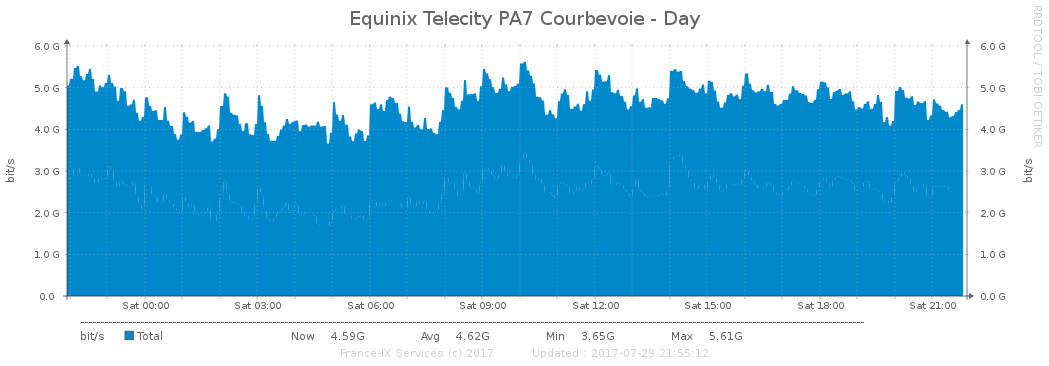 Equinix Telecity PA7 Courbevoie - Day
RRDTOOL / TOBI OETIKER
bit/s
6.0 G
5.0 G
4.0 G
3.0 G
2.0 G
1.0 G
0.0
6.0 G
5.0 G
4.0 G
3.0 G
2.0 G
1.0 G
0.0 G
bit/s
Sat 00:00 Sat 03:00 Sat 06:00 Sat 09:00 Sat 12:00 Sat 15:00 Sat 18:00 Sat 21:00
bit/s Total Now 4.59G Avg 4.62G Min 3.65G Max 5.61G
France-IX Services (c) 2017 Updated : 2017-07-29 21:55:12